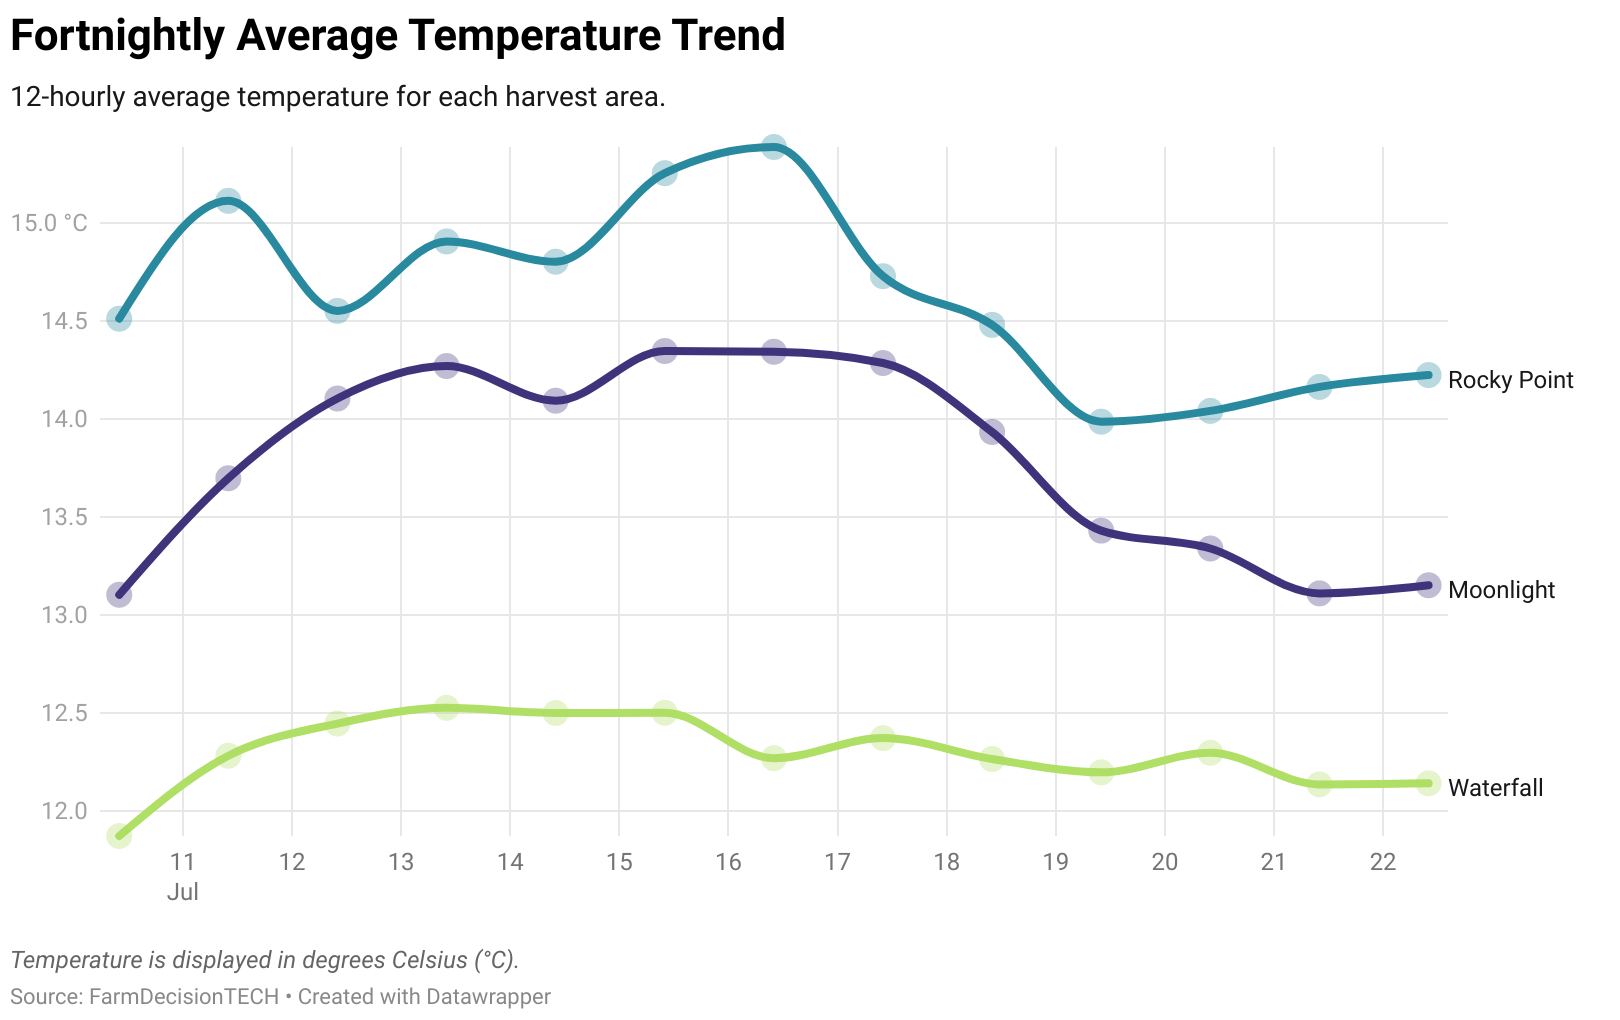 Fortnightly Average Temperature Trend
12-hourly average temperature for each harvest area.
15.0 °C
14.5
14.0
13.5
13.0
12.5
12.0
Rocky Point
Moonlight
Waterfall
11 12 13 14 15 16 17 18 19 20 21 22
Jul
Temperature is displayed in degrees Celsius (°C).
Source: FarmDecisionTECH • Created with Datawrapper